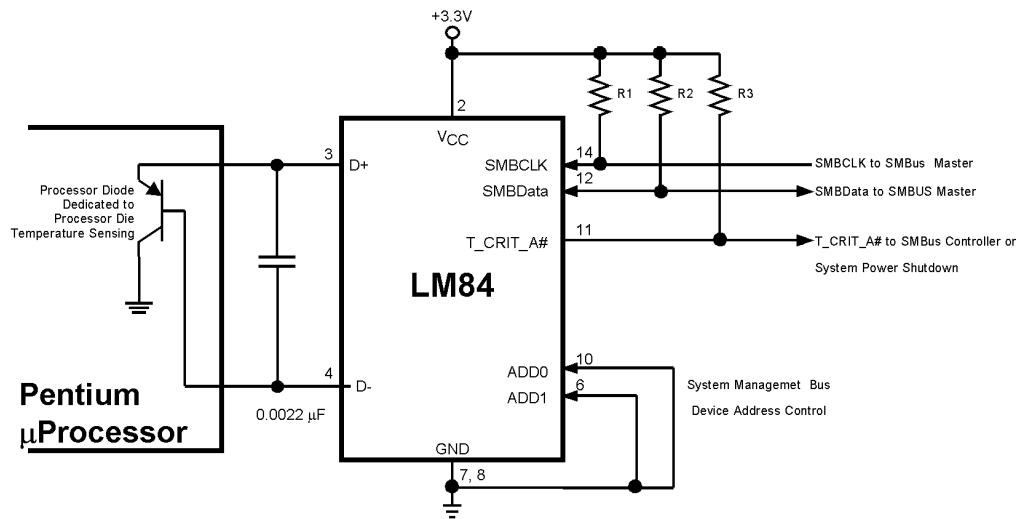 +3.3V
R1
R2
R3
2
VCC
3
D+
SMBCLK
14
SMBCLK to SMBus Master
SMBData
12
SMBData to SMBUS Master
Processor Diode
Dedicated to
Processor Die
Temperature Sensing
T_CRIT_A#
11
T_CRIT_A# to SMBus Controller or
System Power Shutdown
LM84
4
D-
0.0022 μF
ADD0
10
ADD1
6
System Managemet Bus
Device Address Control
Pentium
μProcessor
GND
7, 8